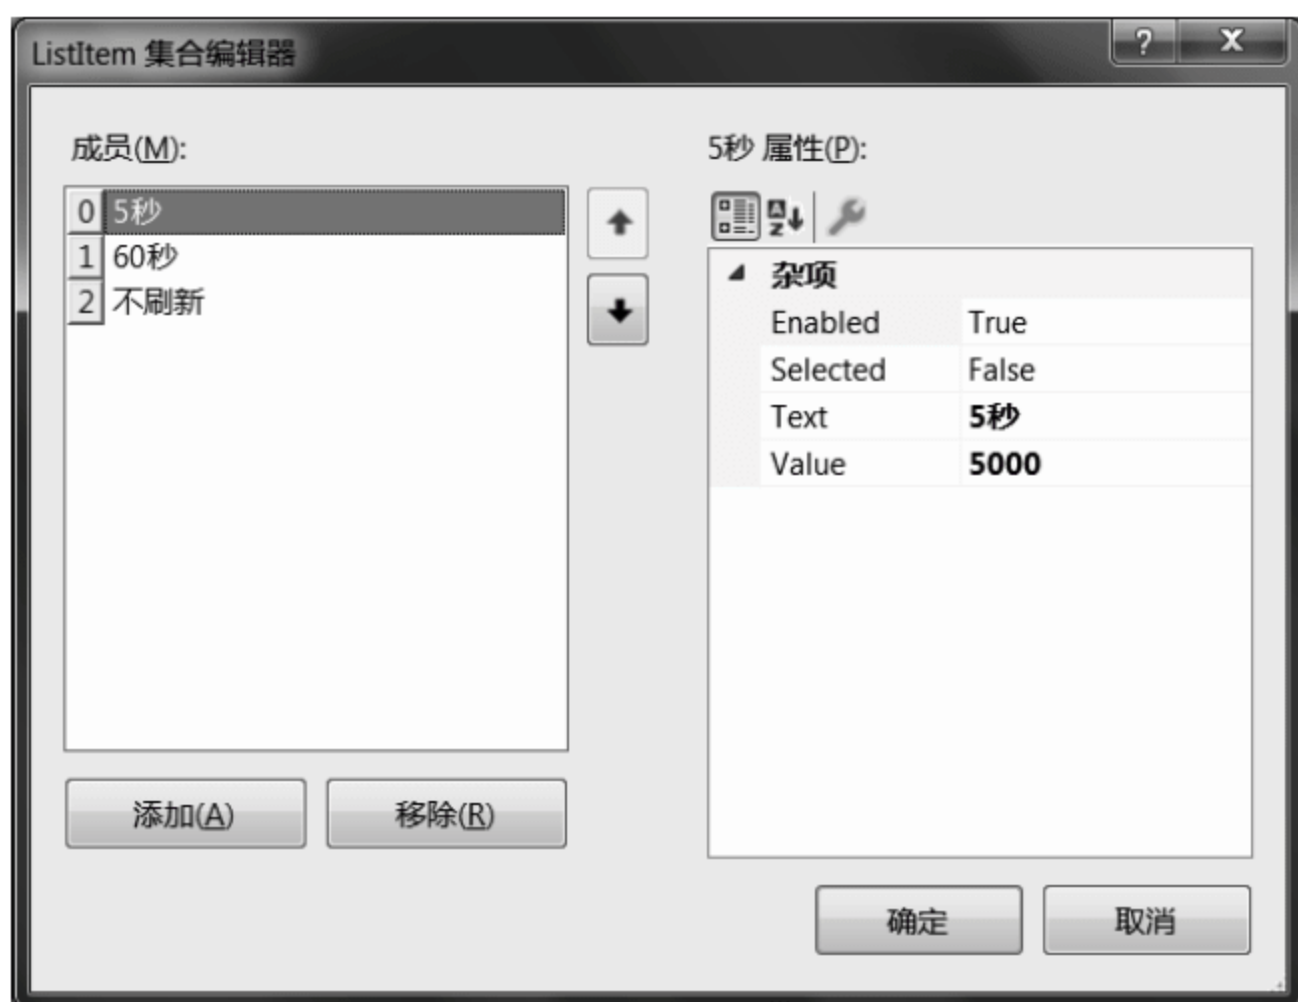 ListItem 集合编辑器
? X
成员(M):
0 5秒
1 60秒
2 不刷新
添加(A)
移除(R)
5秒 属性(P):
杂项
Enabled True
Selected False
Text 5秒
Value 5000
确定
取消